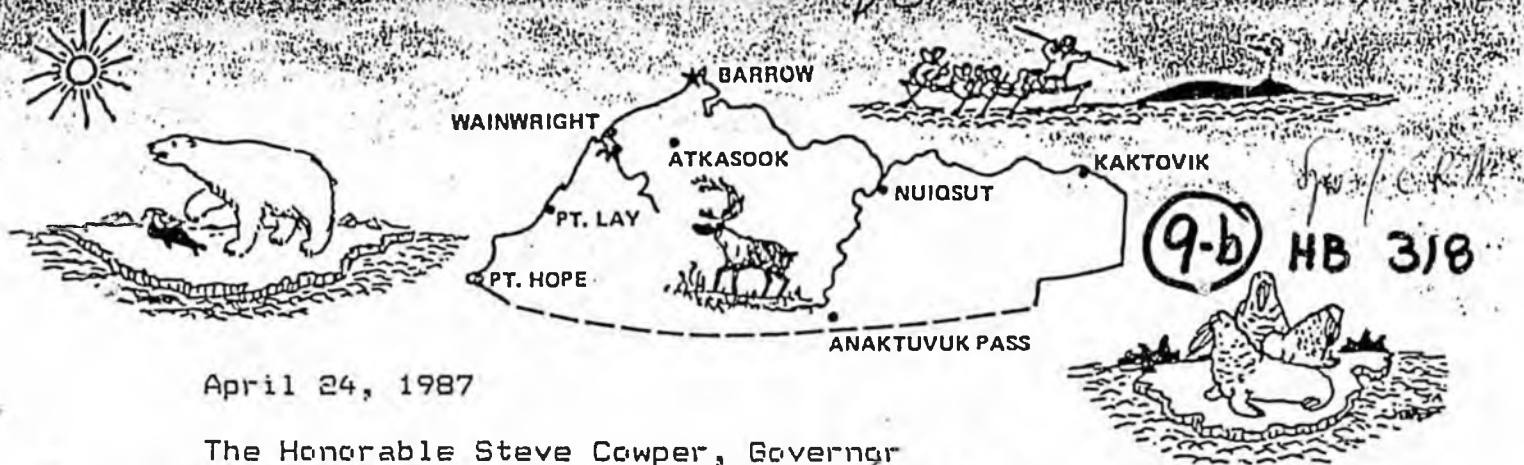 BARROW
WAINWRIGHT
ATKASOOK
KAKTOVIK
NUIQSUT
PT. LAY
9-b HB 318
PT. HOPE
ANAKTUVUK PASS
April 24, 1987
The Honorable Steve Cowper, Governor